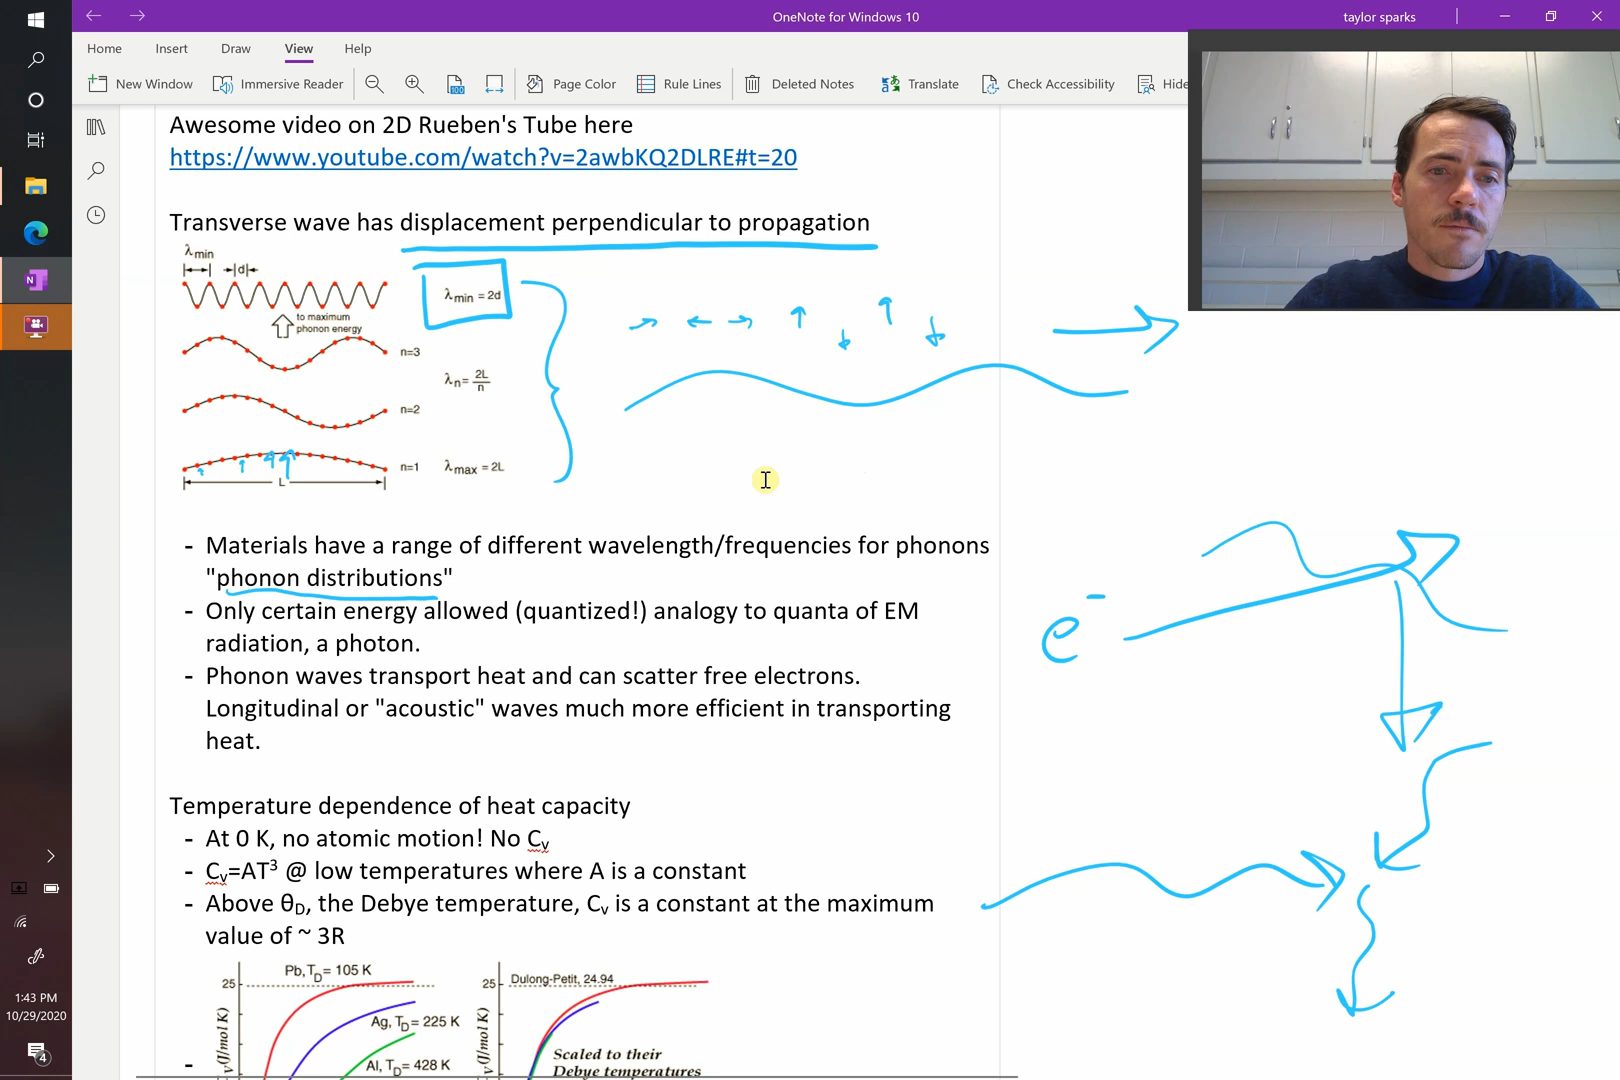 OneNote for Windows 10
taylor sparks
Home Insert Draw View Help
New Window Immersive Reader Page Color Rule Lines Deleted Notes Translate Check Accessibility Hide
Awesome video on 2D Rueben's Tube here
https://www.youtube.com/watch?v=2awbKQ2DLRE#t=20
Transverse wave has displacement perpendicular to propagation
λmin
d
λmin = 2d
to maximum
phonon energy
n=3
λn = 2L/n
n=2
n=1 λmax = 2L
L
- Materials have a range of different wavelength/frequencies for phonons
"phonon distributions"
- Only certain energy allowed (quantized!) analogy to quanta of EM
radiation, a photon.
- Phonon waves transport heat and can scatter free electrons.
Longitudinal or "acoustic" waves much more efficient in transporting
heat.
e-
Temperature dependence of heat capacity
- At 0 K, no atomic motion! No Cv
- Cv=AT³ @ low temperatures where A is a constant
- Above θD, the Debye temperature, Cv is a constant at the maximum
value of ~ 3R
Pb, TD= 105 K
25
Ag, TD= 225 K
Al, TD= 428 K
(J/mol K)
-
Dulong-Petit, 24.94
25
Scaled to their
Debye temperatures
(J/mol K)
1:43 PM
10/29/2020
4